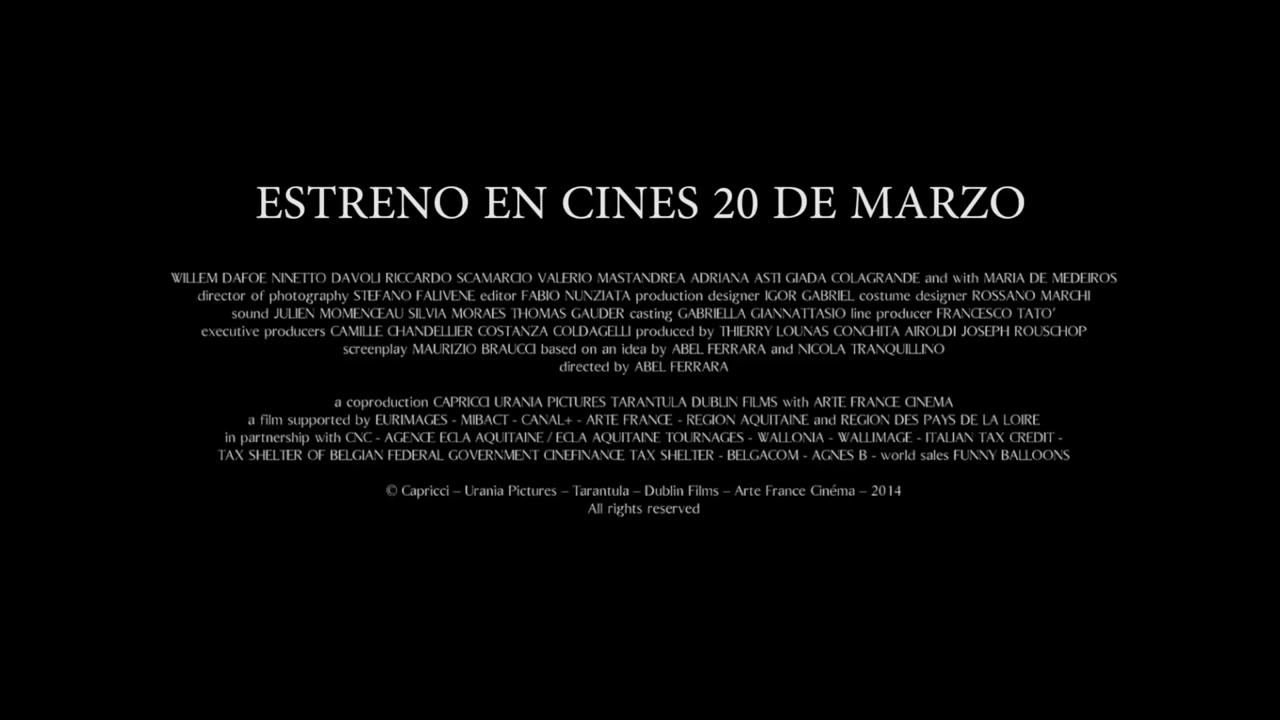 ESTRENO EN CINES 20 DE MARZO
WILLEM DAFOE NINETTO DAVOLI RICCARDO SCAMARCIO VALERIO MASTANDREA ADRIANA ASTI GIADA COLAGRANDE and with MARIA DE MEDEIROS
director of photography STEFANO FALIVENE editor FABIO NUNZIATA production designer IGOR GABRIEL costume designer ROSSANO MARCHI
sound JULIEN MOMENCEAU SILVIA MORAES THOMAS GAUDER casting GABRIELLA GIANNATTASIO line producer FRANCESCO TATO'
executive producers CAMILLE CHANDELLIER COSTANZA COLDAGELLI produced by THIERRY LOUNAS CONCHITA AIROLDI JOSEPH ROUSCHOP
screenplay MAURIZIO BRAUCCI based on an idea by ABEL FERRARA and NICOLA TRANQUILLINO
directed by ABEL FERRARA
a coproduction CAPRICCI URANIA PICTURES TARANTULA DUBLIN FILMS with ARTE FRANCE CINEMA
a film supported by EURIMAGES - MIBACT - CANAL+ - ARTE FRANCE - REGION AQUITAINE and REGION DES PAYS DE LA LOIRE
in partnership with CNC - AGENCE ECLA AQUITAINE / ECLA AQUITAINE TOURNAGES - WALLONIA - WALLIMAGE - ITALIAN TAX CREDIT -
TAX SHELTER OF BELGIAN FEDERAL GOVERNMENT CINEFINANCE TAX SHELTER - BELGACOM - AGNES B - world sales FUNNY BALLOONS
© Capricci – Urania Pictures – Tarantula – Dublin Films – Arte France Cinéma – 2014
All rights reserved